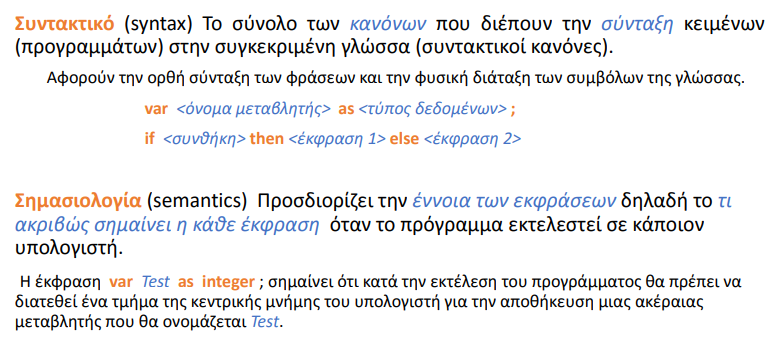 Συντακτικό (syntax) Το σύνολο των κανόνων που διέπουν την σύνταξη κειμένων
(προγραμμάτων) στην συγκεκριμένη γλώσσα (συντακτικοί κανόνες).
Αφορούν την ορθή σύνταξη των φράσεων και την φυσική διάταξη των συμβόλων της γλώσσας.
var <όνομα μεταβλητής> as <τύπος δεδομένων> ;
if <συνθήκη> then <έκφραση 1> else <έκφραση 2>
Σημασιολογία (semantics) Προσδιορίζει την έννοια των εκφράσεων δηλαδή το τι
ακριβώς σημαίνει η κάθε έκφραση όταν το πρόγραμμα εκτελεστεί σε κάποιον
υπολογιστή.
Η έκφραση var Test as integer ; σημαίνει ότι κατά την εκτέλεση του προγράμματος θα πρέπει να
διατεθεί ένα τμήμα της κεντρικής μνήμης του υπολογιστή για την αποθήκευση μιας ακέραιας
μεταβλητής που θα ονομάζεται Test.